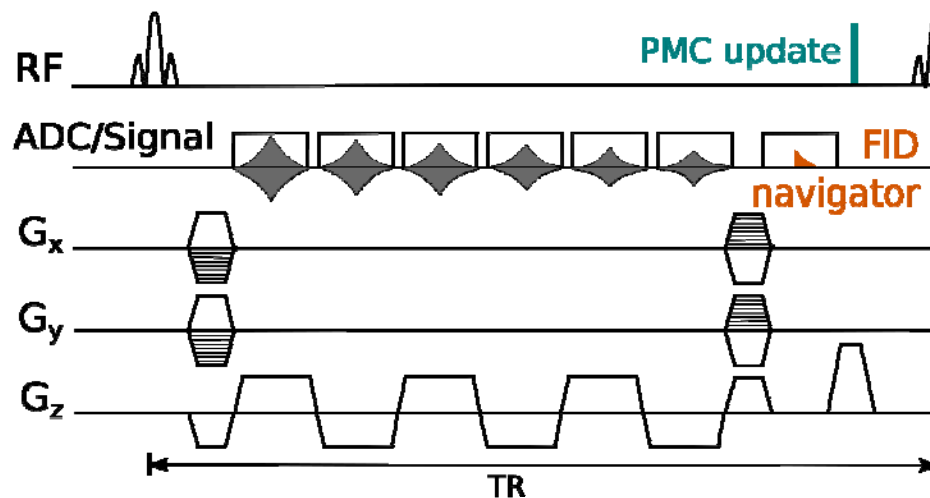 RF
PMC update
ADC/Signal
FID
navigator
Gx
Gy
Gz
TR